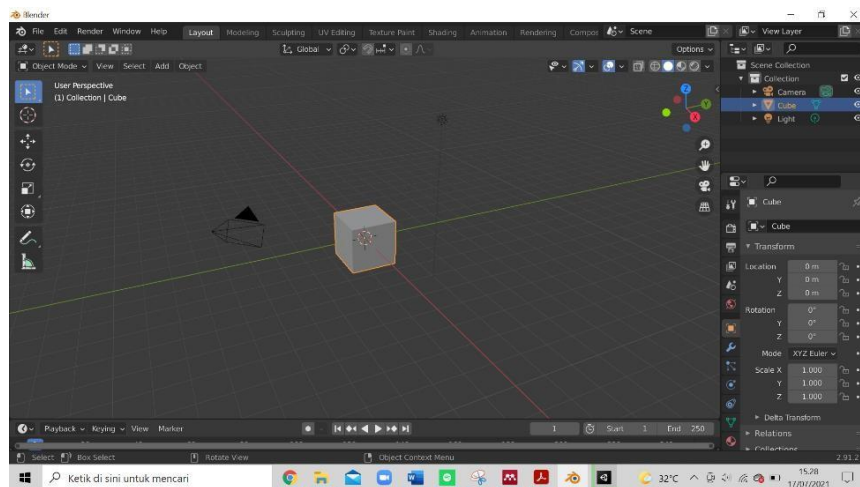 Blender
File Edit Render Window Help Layout Modeling Sculpting UV Editing Texture Paint Shading Animation Rendering Compos Scene View Layer
Global Options
Object Mode View Select Add Object
User Perspective
(1) Collection | Cube
Z
Y
X
Scene Collection
Collection
Camera
Cube
Light
Cube
Cube
Transform
Location 0 m
Y 0 m
Z 0 m
Rotation 0°
Y 0°
Z 0°
Mode XYZ Euler
Scale X 1.000
Y 1.000
Z 1.000
Delta Transform
Relations
Collections
Playback Keying View Marker 1 Start 1 End 250
Select Box Select Rotate View Object Context Menu 2.91.2
Ketik di sini untuk mencari 32°C 15.28
17/07/2021